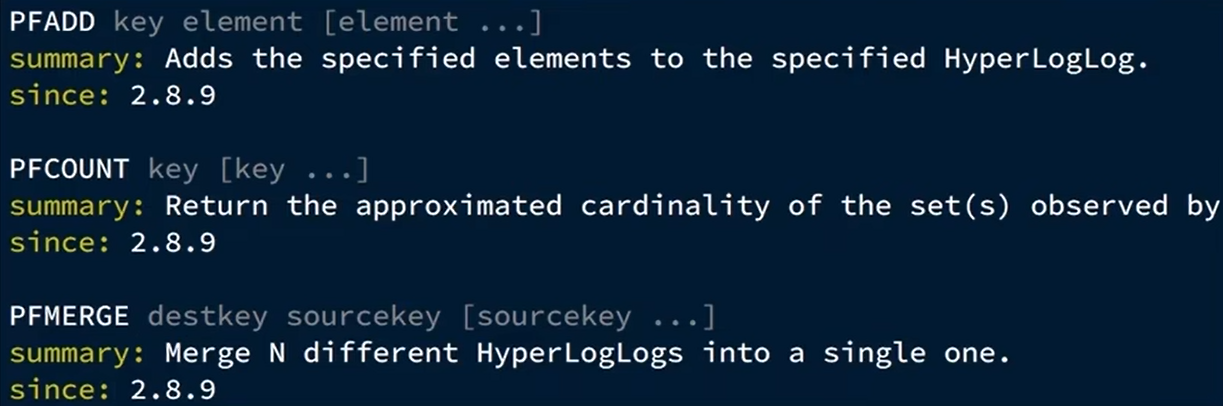 PFADD key element [element ...]
summary: Adds the specified elements to the specified HyperLogLog.
since: 2.8.9
PFCOUNT key [key ...]
summary: Return the approximated cardinality of the set(s) observed by
since: 2.8.9
PFMERGE destkey sourcekey [sourcekey ...]
summary: Merge N different HyperLogLogs into a single one.
since: 2.8.9